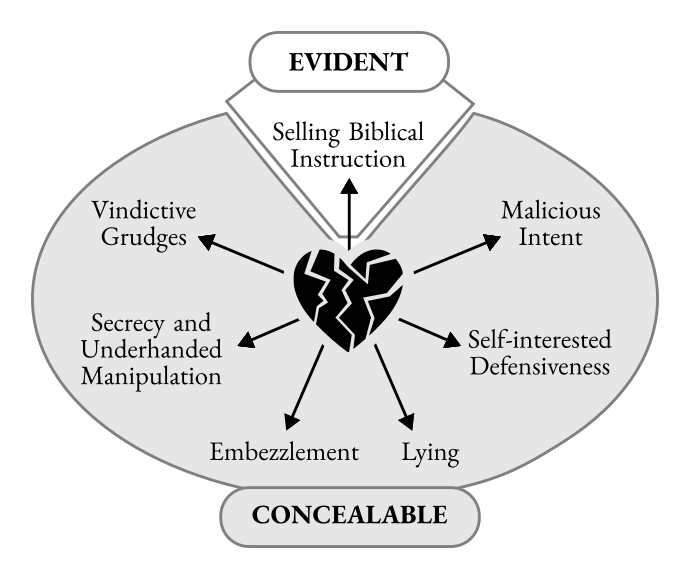 EVIDENT
Selling Biblical
Instruction
Vindictive
Grudges
Malicious
Intent
Secrecy and
Underhanded
Manipulation
Self-interested
Defensiveness
Embezzlement
Lying
CONCEALABLE